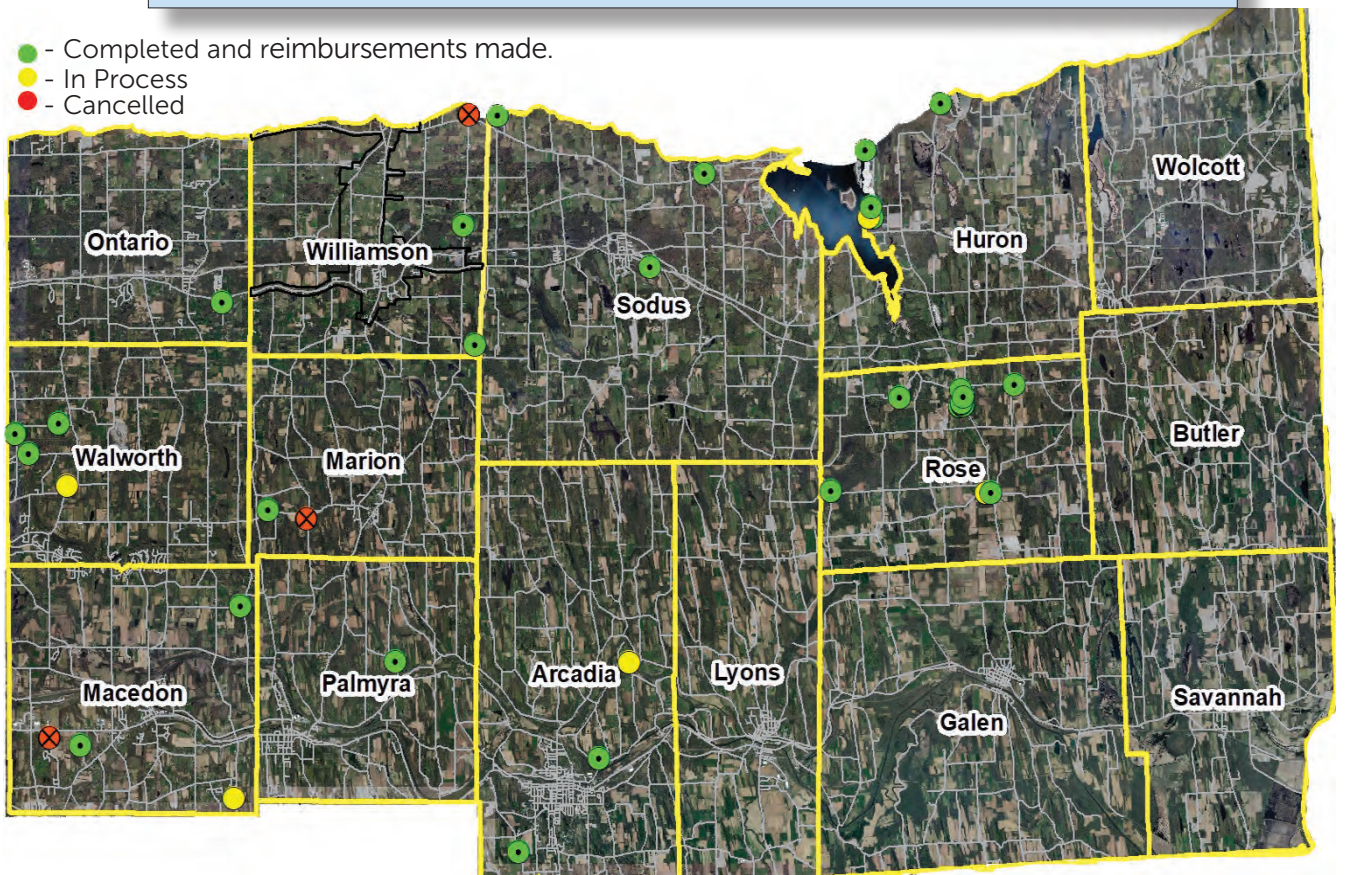 - Completed and reimbursements made.
- In Process
- Cancelled
Wolcott
Ontario
Williamson
Huron
Sodus
Walworth
Marion
Rose
Butler
Macedon
Palmyra
Arcadia
Lyons
Galen
Savannah